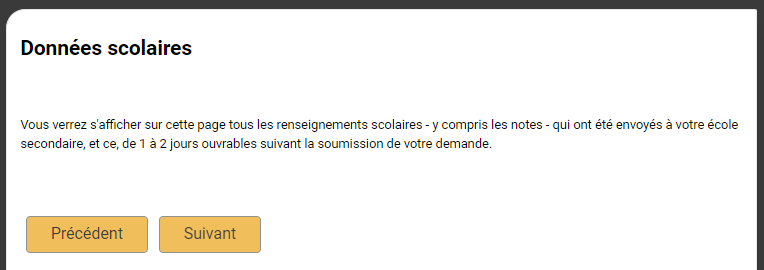 Données scolaires
Vous verrez s'afficher sur cette page tous les renseignements scolaires - y compris les notes - qui ont été envoyés à votre école
secondaire, et ce, de 1 à 2 jours ouvrables suivant la soumission de votre demande.
Précédent Suivant